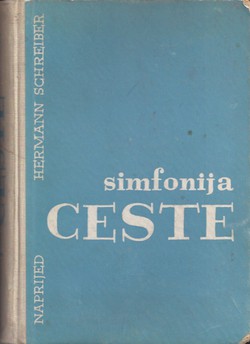 HERMANN SCHREIBER
simfonija
CESTE
NAPRIJED